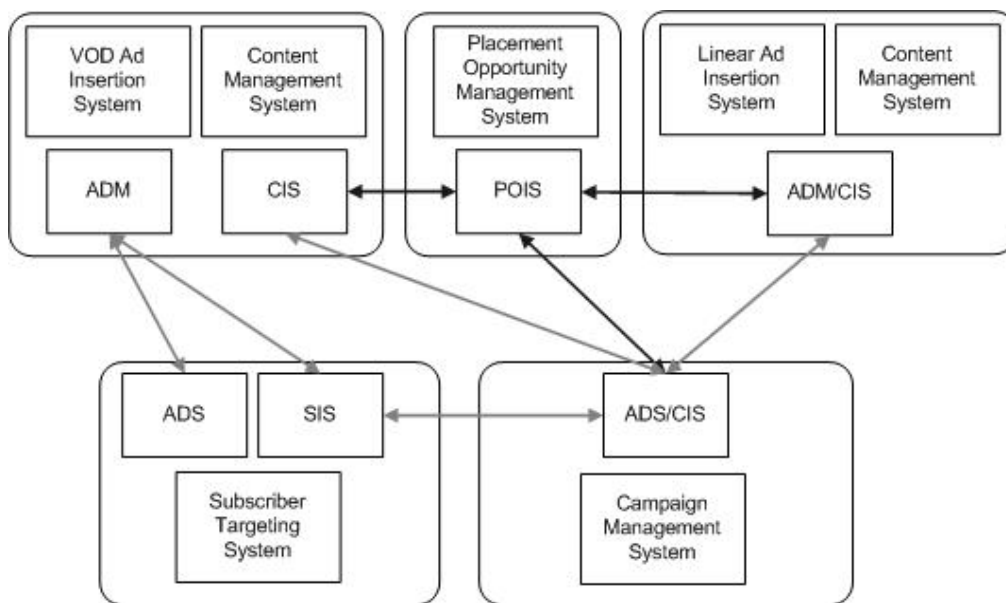 VOD Ad
Insertion
System
Content
Management
System
Placement
Opportunity
Management
System
Linear Ad
Insertion
System
Content
Management
System
ADM
CIS
POIS
ADM/CIS
ADS
SIS
ADS/CIS
Subscriber
Targeting
System
Campaign
Management
System